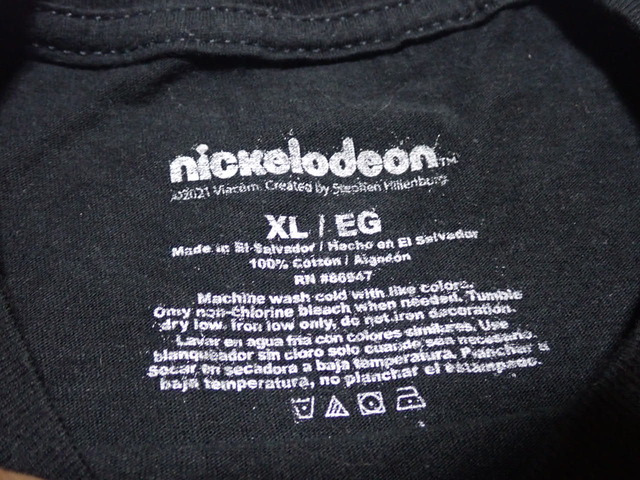 nickelodeon™
©2021 Viacom. Created by Stephen Hillenburg
XL / EG
Made in El Salvador / Hecho en El Salvador
100% Cotton / Algodón
RN #86947
Machine wash cold with like colors.
Only non-chlorine bleach when needed. Tumble
dry low. Iron low only, do not iron decoration.
Lavar en agua fria con colores similares. Use
blanqueador sin cloro solo cuando sea necesario.
Secar en secadora a baja temperatura. Planchar a
baja temperatura, no planchar el estampado